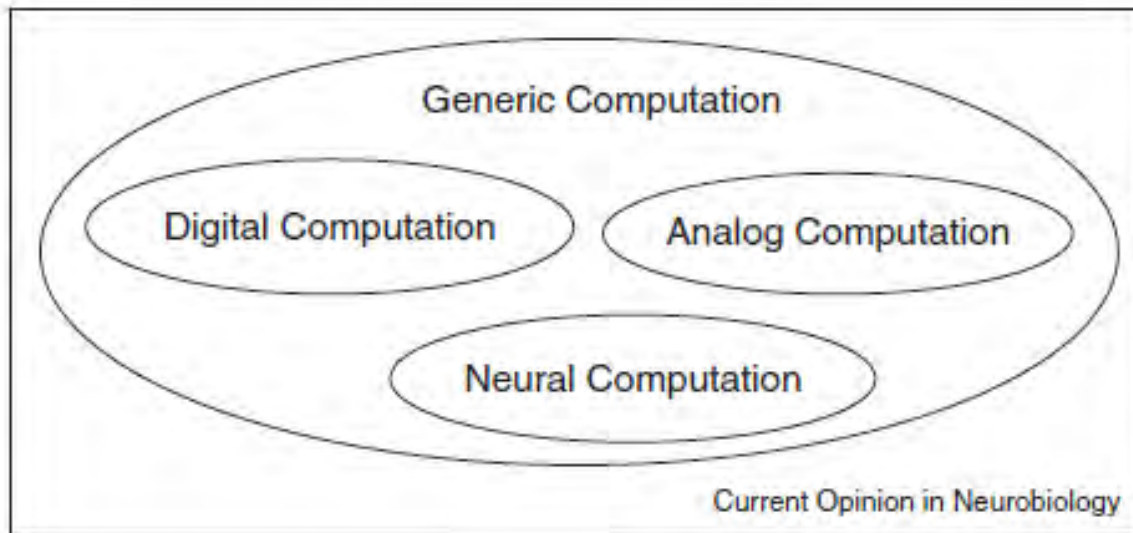 Generic Computation
Digital Computation
Analog Computation
Neural Computation
Current Opinion in Neurobiology